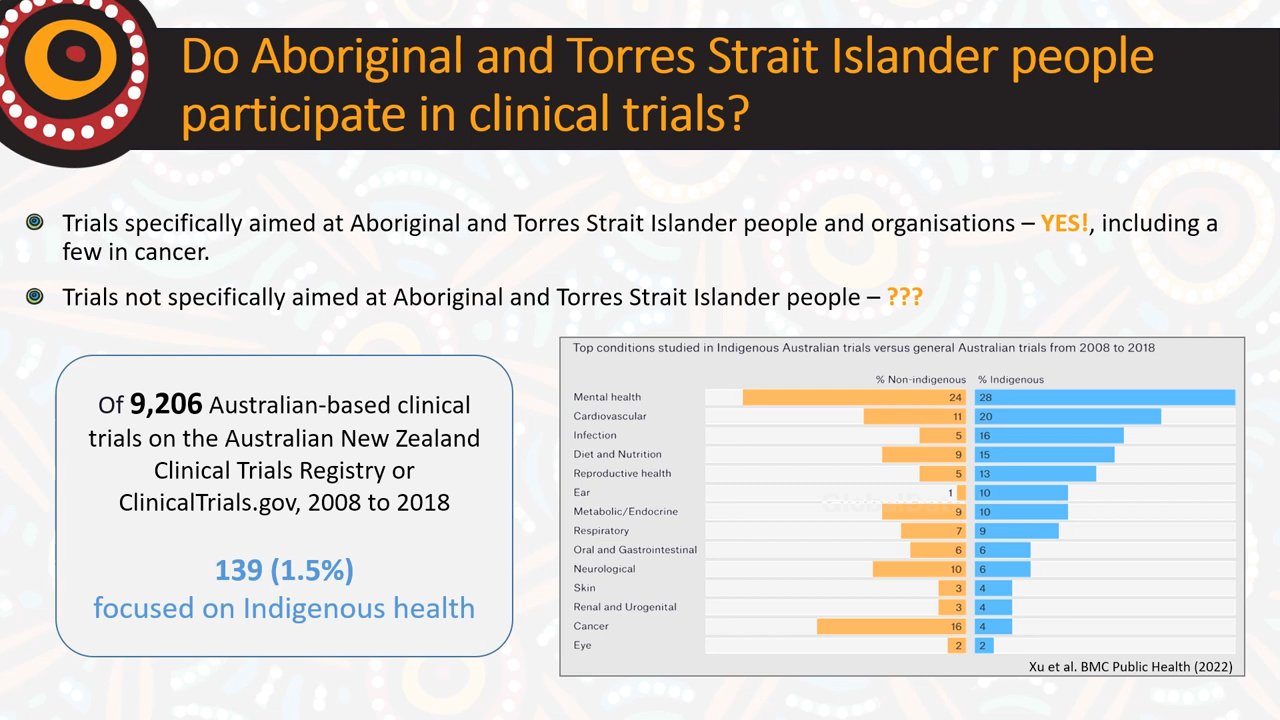 Do Aboriginal and Torres Strait Islander people
participate in clinical trials?
Trials specifically aimed at Aboriginal and Torres Strait Islander people and organisations – YES!, including a
few in cancer.
Trials not specifically aimed at Aboriginal and Torres Strait Islander people – ???
Of 9,206 Australian-based clinical
trials on the Australian New Zealand
Clinical Trials Registry or
ClinicalTrials.gov, 2008 to 2018
139 (1.5%)
focused on Indigenous health
Top conditions studied in Indigenous Australian trials versus general Australian trials from 2008 to 2018
% Non-indigenous % Indigenous
Mental health 24 28
Cardiovascular 11 20
Infection 5 16
Diet and Nutrition 9 15
Reproductive health 5 13
Ear 1 10
Metabolic/Endocrine 9 10
Respiratory 7 9
Oral and Gastrointestinal 6 6
Neurological 10 6
Skin 3 4
Renal and Urogenital 3 4
Cancer 16 4
Eye 2 2
Xu et al. BMC Public Health (2022)